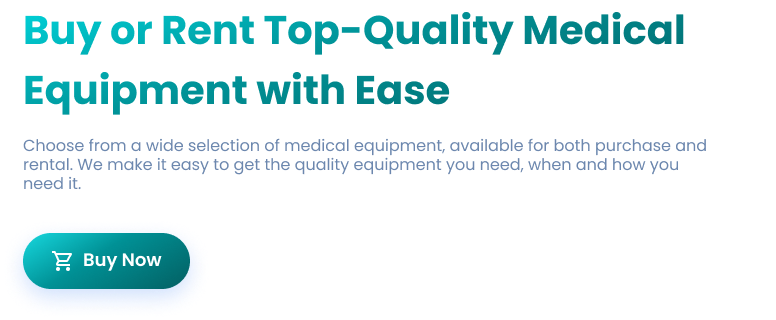 Buy or Rent Top-Quality Medical
Equipment with Ease
Choose from a wide selection of medical equipment, available for both purchase and
rental. We make it easy to get the quality equipment you need, when and how you
need it.
Buy Now